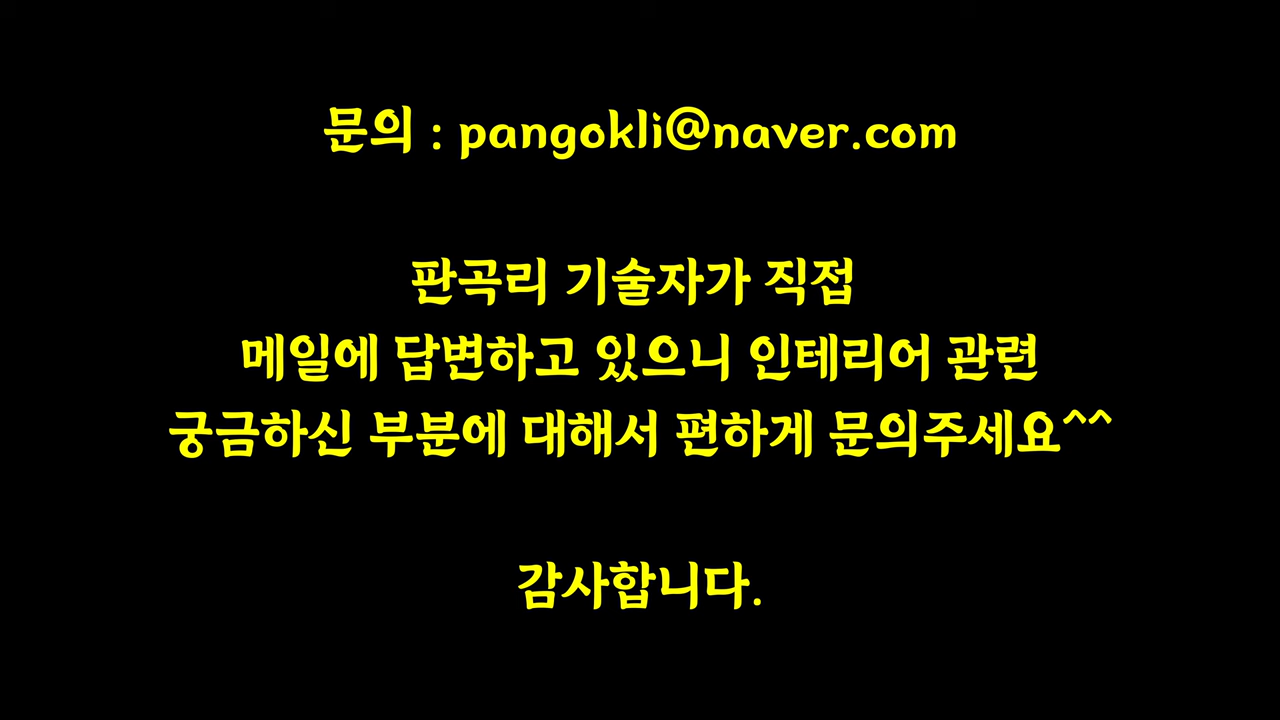 문의 : pangokli@naver.com
판곡리 기술자가 직접
메일에 답변하고 있으니 인테리어 관련
궁금하신 부분에 대해서 편하게 문의주세요^^
감사합니다.